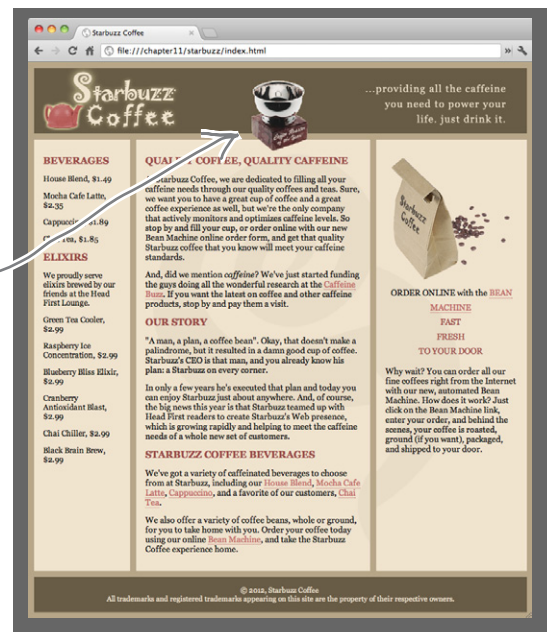 Starbuzz Coffee
file:///chapter11/starbuzz/index.html
Starbuzz
Coffee
...providing all the caffeine
you need to power your
life. just drink it.
BEVERAGES
House Blend, $1.49
Mocha Cafe Latte,
$2.35
Cappuccino, $1.89
Chai Tea, $1.85
ELIXIRS
We proudly serve
elixirs brewed by our
friends at the Head
First Lounge.
Green Tea Cooler,
$2.99
Raspberry Ice
Concentration, $2.99
Blueberry Bliss Elixir,
$2.99
Cranberry
Antioxidant Blast,
$2.99
Chai Chiller, $2.99
Black Brain Brew,
$2.99
QUALITY COFFEE, QUALITY CAFFEINE
At Starbuzz Coffee, we are dedicated to filling all your
caffeine needs through our quality coffees and teas. Sure,
we want you to have a great cup of coffee and a great
coffee experience as well, but we're the only company
that actively monitors and optimizes caffeine levels. So
stop by and fill your cup, or order online with our new
Bean Machine online order form, and get that quality
Starbuzz coffee that you know will meet your caffeine
standards.
And, did we mention caffeine? We've just started funding
the guys doing all the wonderful research at the Caffeine
Buzz. If you want the latest on coffee and other caffeine
products, stop by and pay them a visit.
OUR STORY
"A man, a plan, a coffee bean". Okay, that doesn't make a
palindrome, but it resulted in a damn good cup of coffee.
Starbuzz's CEO is that man, and you already know his
plan: a Starbuzz on every corner.
In only a few years he's executed that plan and today you
can enjoy Starbuzz just about anywhere. And, of course,
the big news this year is that Starbuzz teamed up with
Head First readers to create Starbuzz's Web presence,
which is growing rapidly and helping to meet the caffeine
needs of a whole new set of customers.
STARBUZZ COFFEE BEVERAGES
We've got a variety of caffeinated beverages to choose
from at Starbuzz, including our House Blend, Mocha Cafe
Latte, Cappuccino, and a favorite of our customers, Chai
Tea.
We also offer a variety of coffee beans, whole or ground,
for you to take home with you. Order your coffee today
using our online Bean Machine, and take the Starbuzz
Coffee experience home.
Starbuzz
Coffee
ORDER ONLINE with the BEAN
MACHINE
FAST
FRESH
TO YOUR DOOR
Why wait? You can order all our
fine coffees right from the Internet
with our new, automated Bean
Machine. How does it work? Just
click on the Bean Machine link,
enter your order, and behind the
scenes, your coffee is roasted,
ground (if you want), packaged,
and shipped to your door.
© 2012, Starbuzz Coffee
All trademarks and registered trademarks appearing on this site are the property of their respective owners.